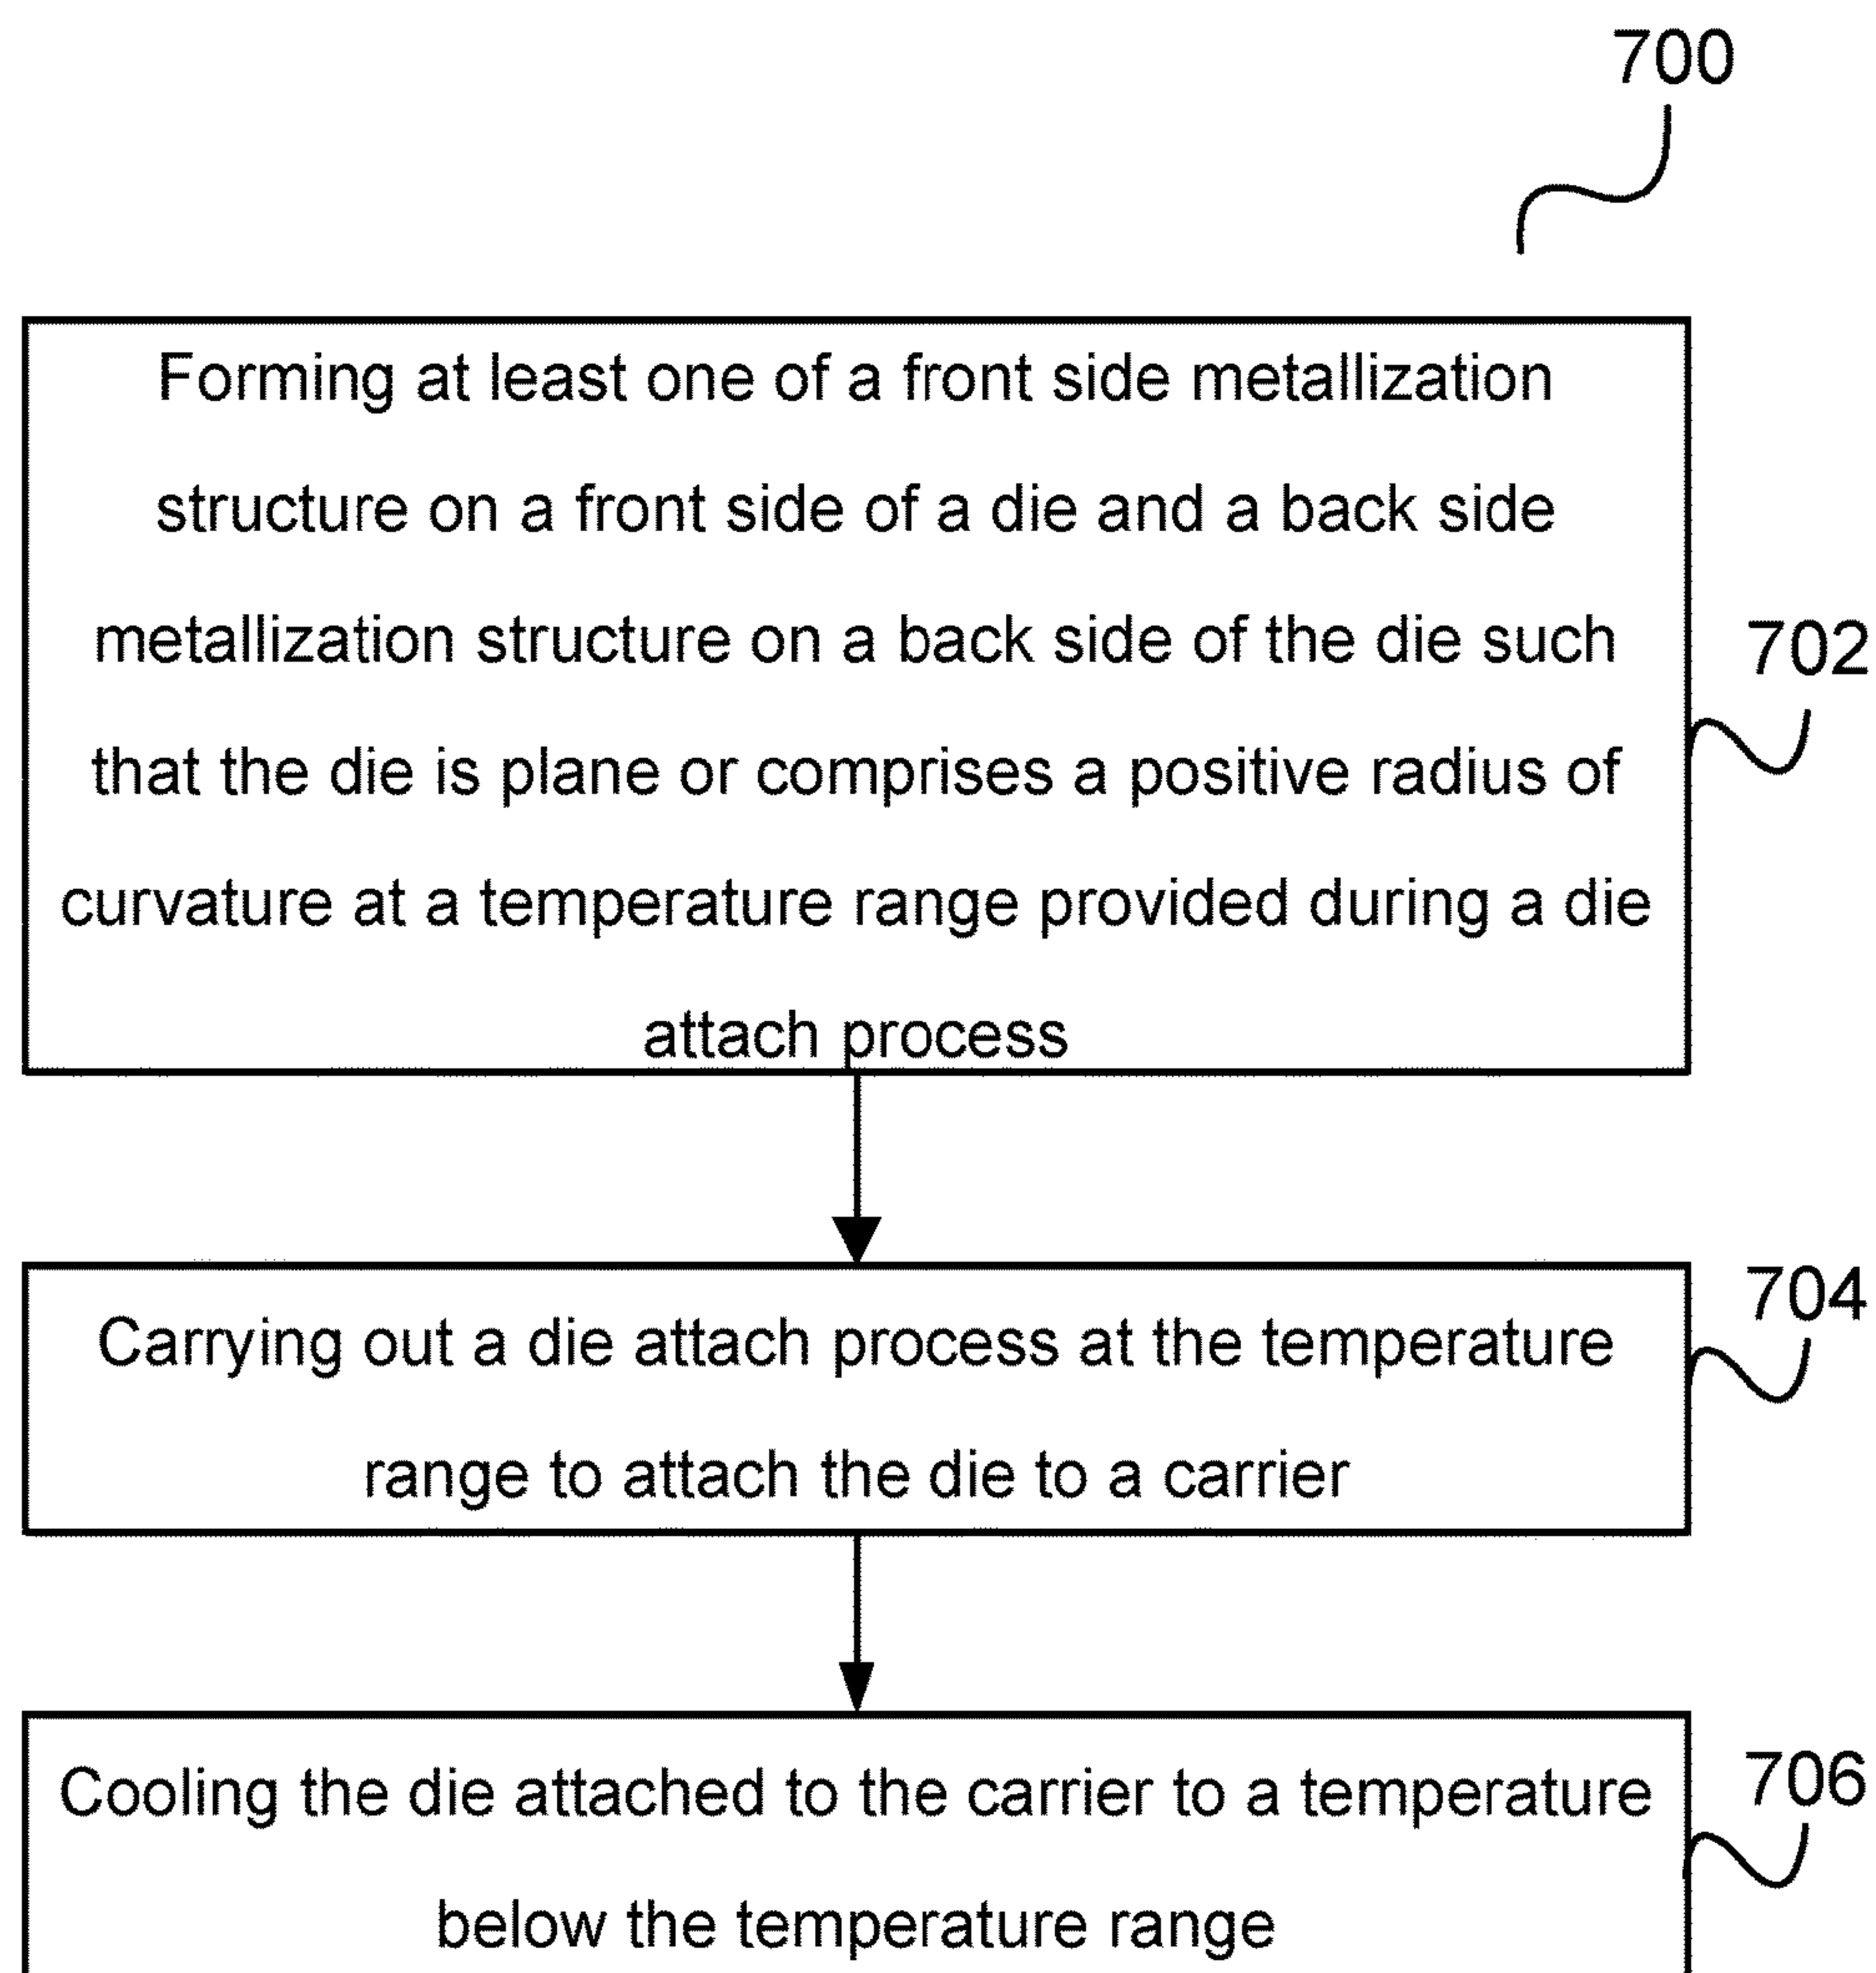 700
Forming at least one of a front side metallization
structure on a front side of a die and a back side
metallization structure on a back side of the die such
that the die is plane or comprises a positive radius of
curvature at a temperature range provided during a die
attach process
702
Carrying out a die attach process at the temperature
range to attach the die to a carrier
704
Cooling the die attached to the carrier to a temperature
below the temperature range
706